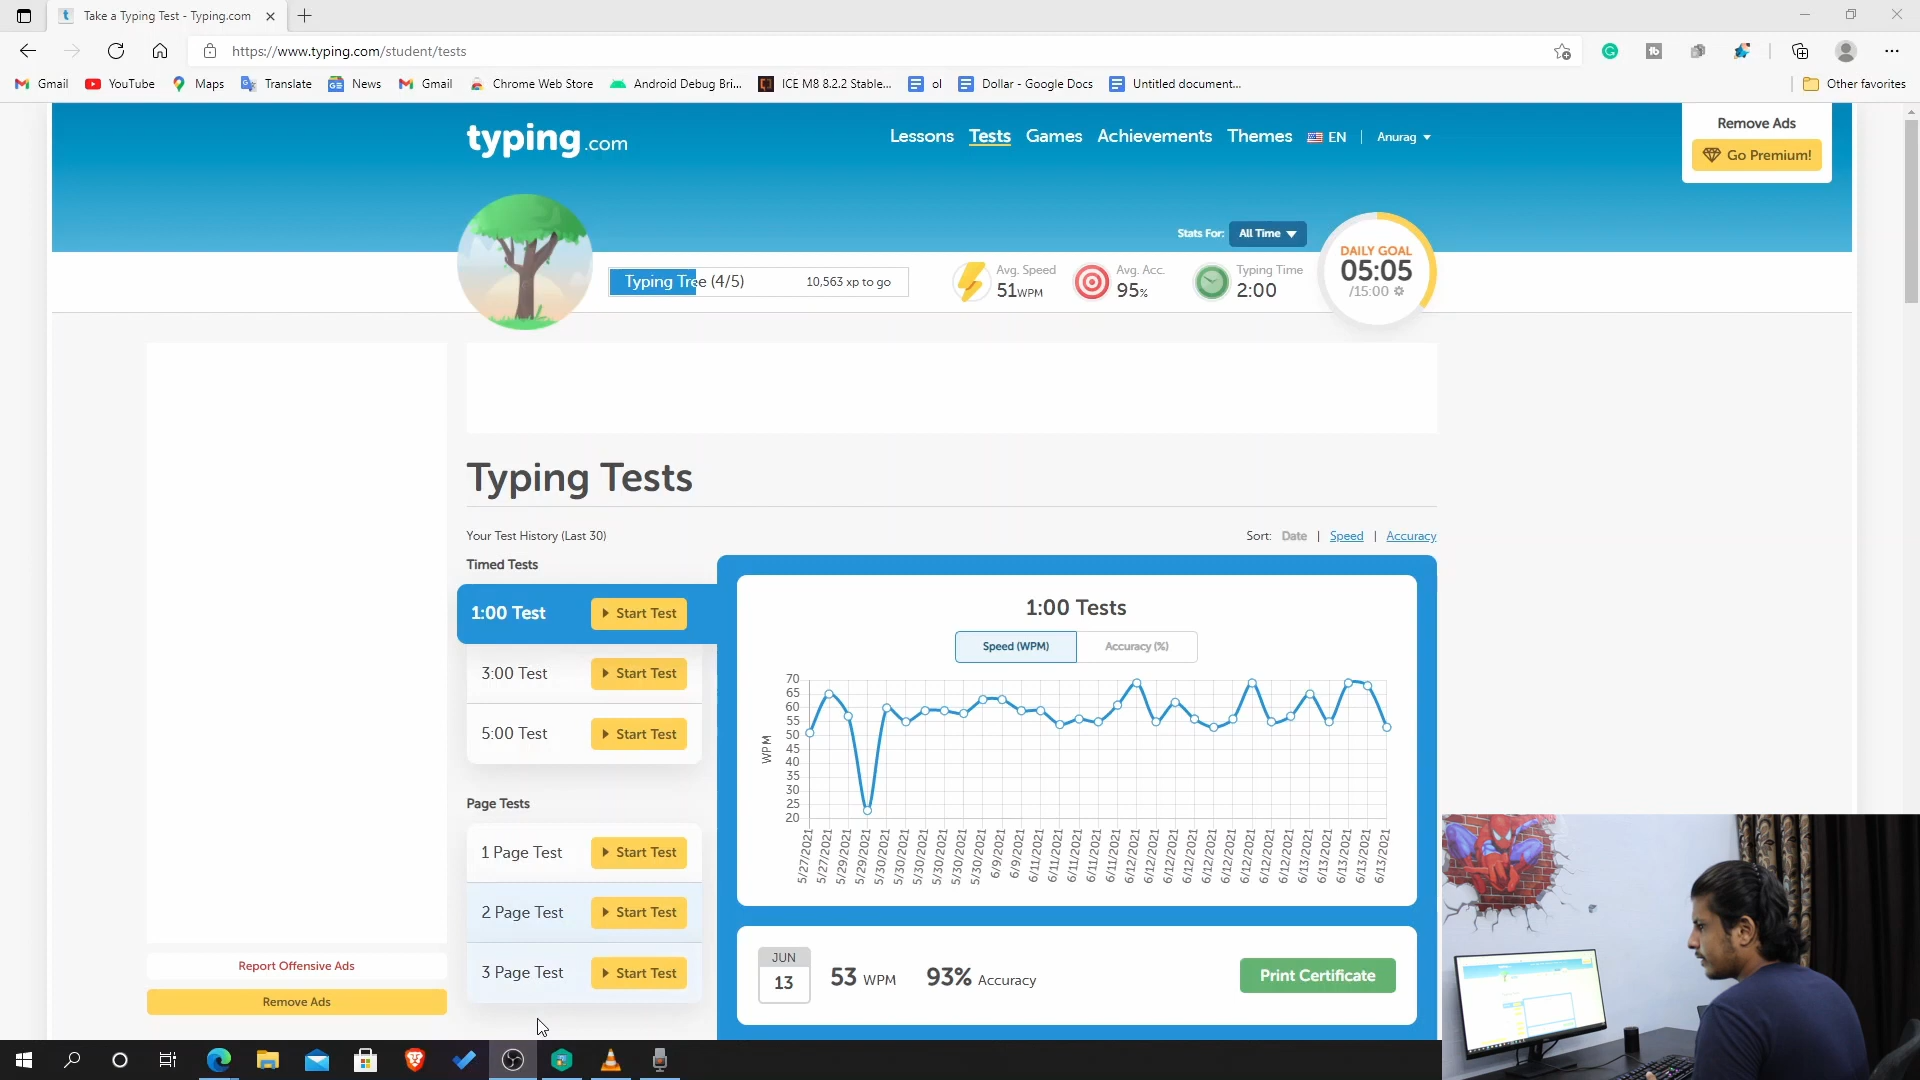 Take a Typing Test - Typing.com
https://www.typing.com/student/tests
Gmail YouTube Maps Translate News Gmail Chrome Web Store Android Debug Bri... ICE M8 8.2.2 Stable... ol Dollar - Google Docs Untitled document... Other favorites
typing.com
Lessons Tests Games Achievements Themes EN | Anurag
Remove Ads
Go Premium!
Stats For: All Time
Typing Tree (4/5) 10,563 xp to go
Avg. Speed
51WPM
Avg. Acc.
95%
Typing Time
2:00
DAILY GOAL
05:05
/15:00
Typing Tests
Your Test History (Last 30)
Sort: Date | Speed | Accuracy
Timed Tests
1:00 Test Start Test
3:00 Test Start Test
5:00 Test Start Test
Page Tests
1 Page Test Start Test
2 Page Test Start Test
3 Page Test Start Test
Report Offensive Ads
Remove Ads
1:00 Tests
Speed (WPM) Accuracy (%)
WPM
70
65
60
55
50
45
40
35
30
25
20
5/27/2021 5/27/2021 5/29/2021 5/29/2021 5/30/2021 5/30/2021 5/30/2021 5/30/2021 5/30/2021 5/30/2021 6/9/2021 6/9/2021 6/11/2021 6/11/2021 6/11/2021 6/11/2021 6/11/2021 6/12/2021 6/12/2021 6/12/2021 6/12/2021 6/12/2021 6/12/2021 6/12/2021 6/12/2021 6/12/2021 6/13/2021 6/13/2021 6/13/2021 6/13/2021 6/13/2021
JUN
13
53 WPM 93% Accuracy
Print Certificate